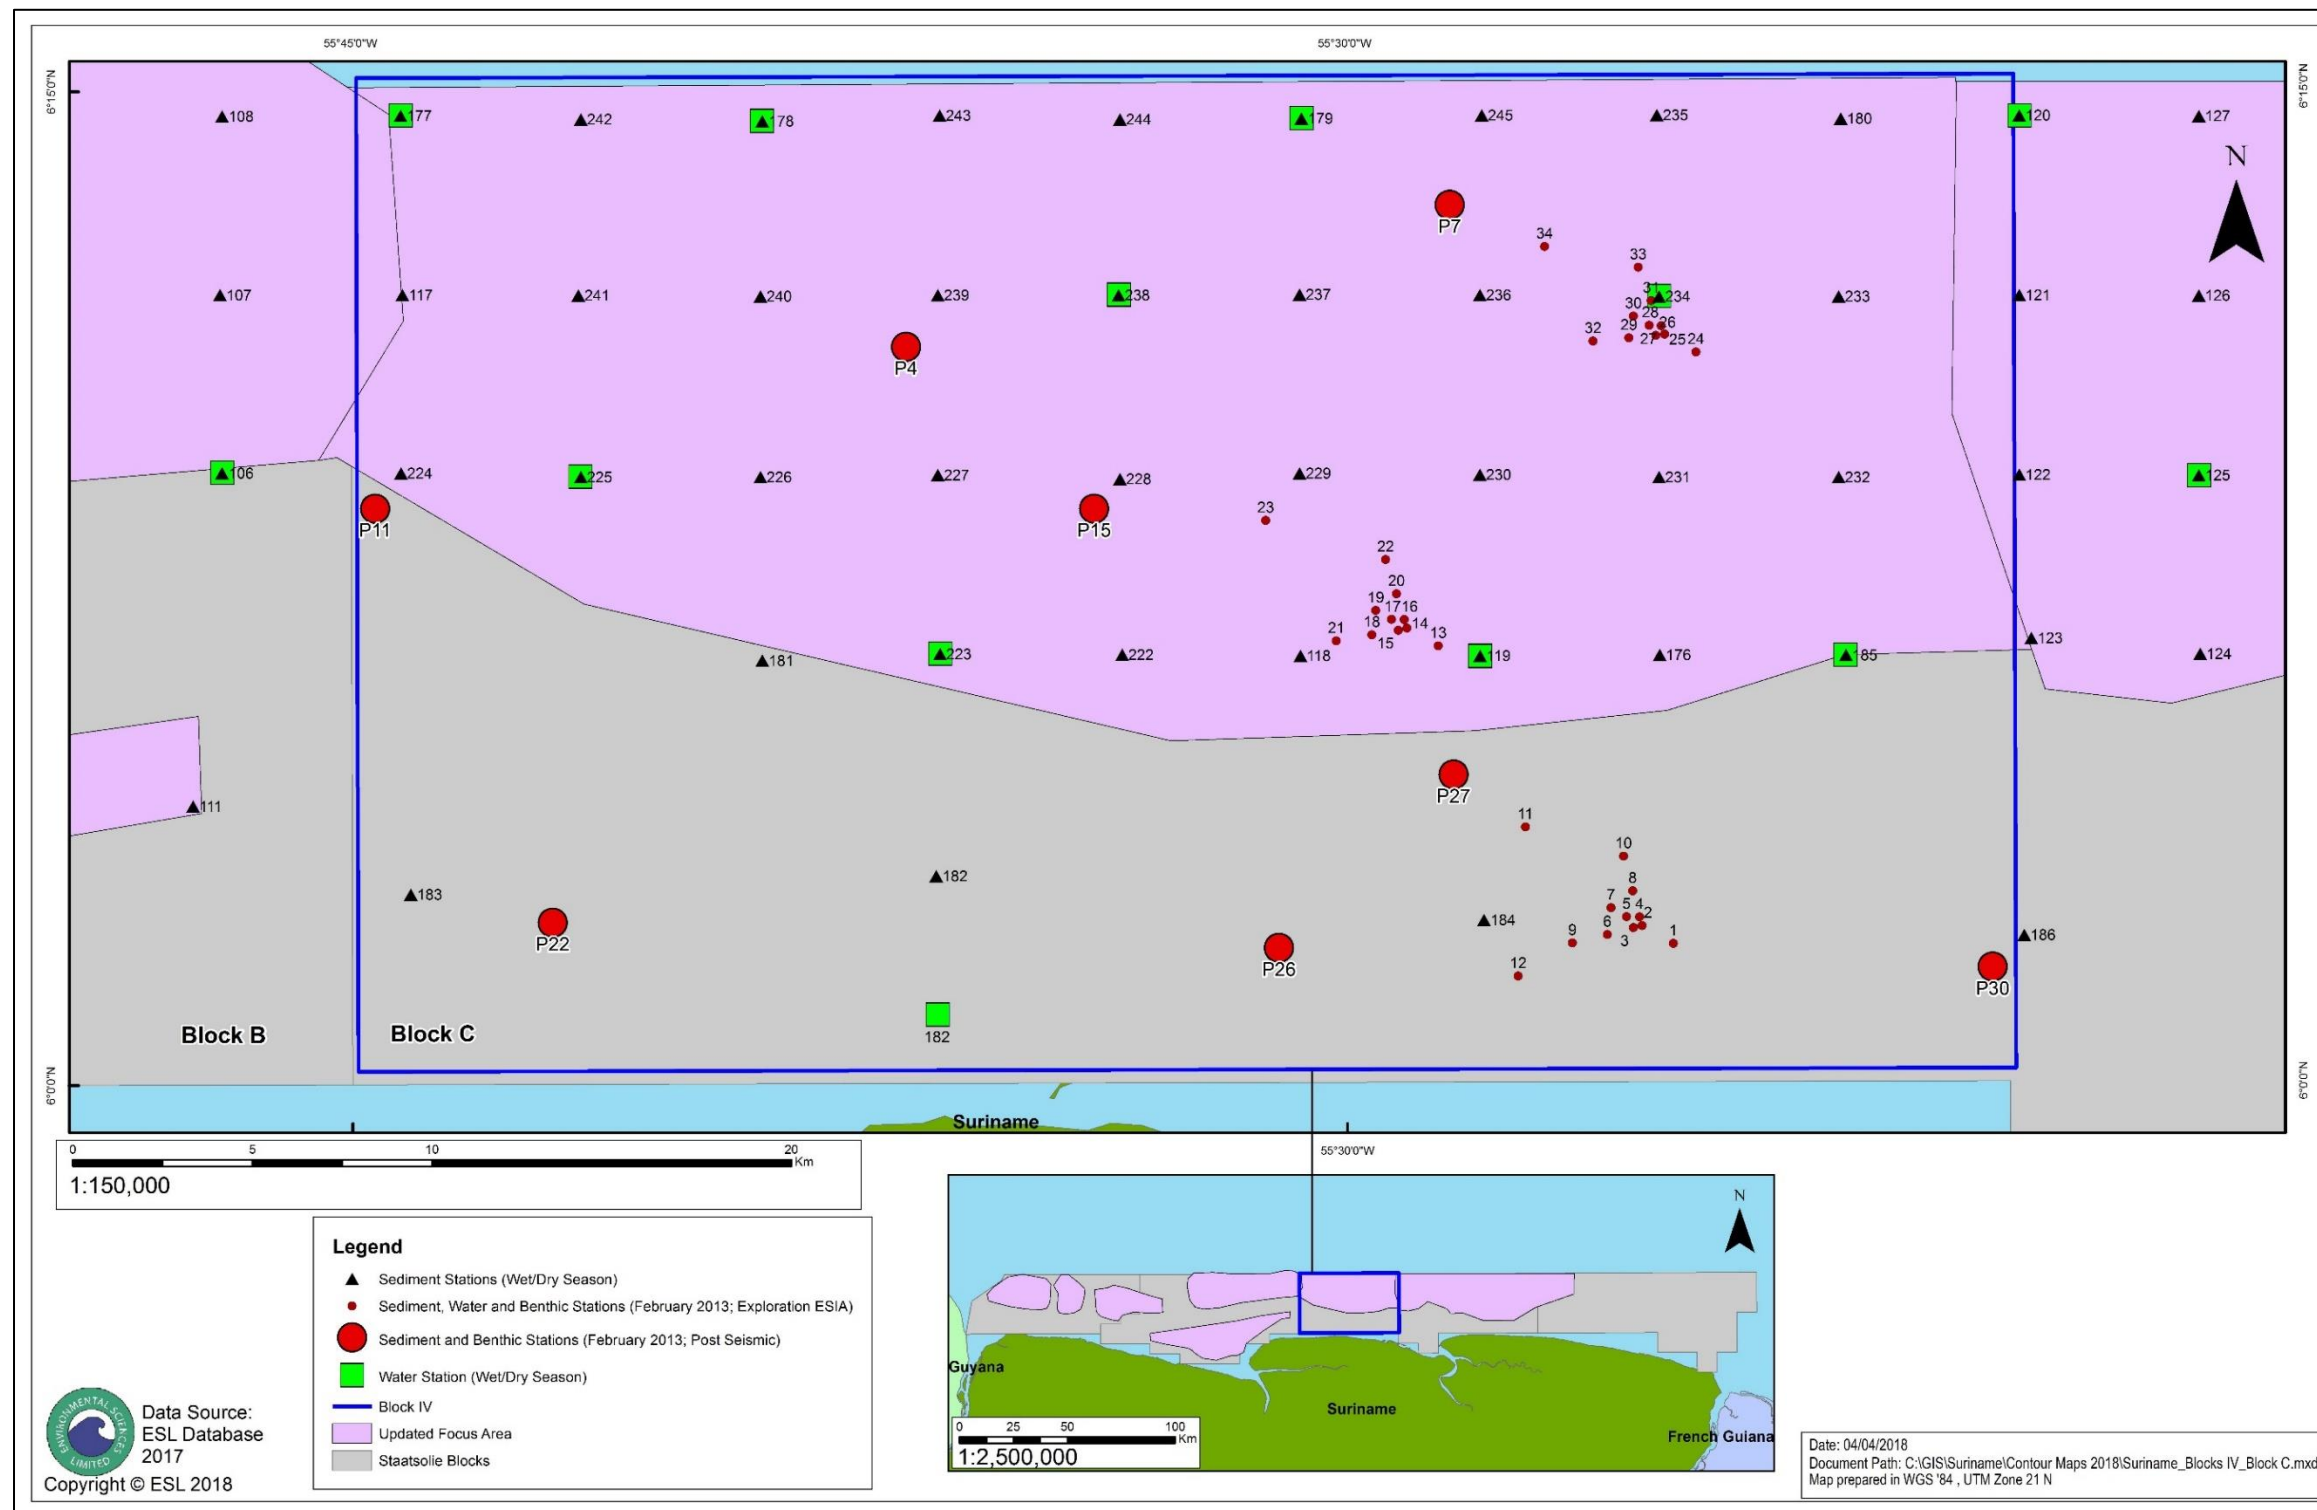 55°45'0"W
55°30'0"W
6°15'0"N
6°15'0"N
108
177
242
178
243
244
179
245
235
180
120
127
N
P7
34
33
107
117
241
240
239
238
237
236
31
234
233
121
126
30
28
26
32
29
27
25
24
P4
106
224
225
226
227
228
229
230
231
232
122
125
P11
P15
23
22
20
19
17
16
21
18
15
14
13
181
223
222
118
119
176
185
123
124
P27
111
11
10
8
183
182
7
5
4
2
184
9
6
3
1
186
P22
P26
12
P30
Block B
Block C
182
6°0'0"N
6°0'0"N
Suriname
0 5 10 20
Km
1:150,000
55°30'0"W
Legend
Sediment Stations (Wet/Dry Season)
Sediment, Water and Benthic Stations (February 2013; Exploration ESIA)
Sediment and Benthic Stations (February 2013; Post Seismic)
Water Station (Wet/Dry Season)
Block IV
Updated Focus Area
Staatsolie Blocks
N
Guyana
Suriname
French Guiana
0 25 50 100
Km
1:2,500,000
ENVIRONMENTAL SCIENCES
LIMITED
Data Source:
ESL Database
2017
Copyright © ESL 2018
Date: 04/04/2018
Document Path: C:\GIS\Suriname\Contour Maps 2018\Suriname_Blocks IV_Block C.mxd
Map prepared in WGS '84 , UTM Zone 21 N